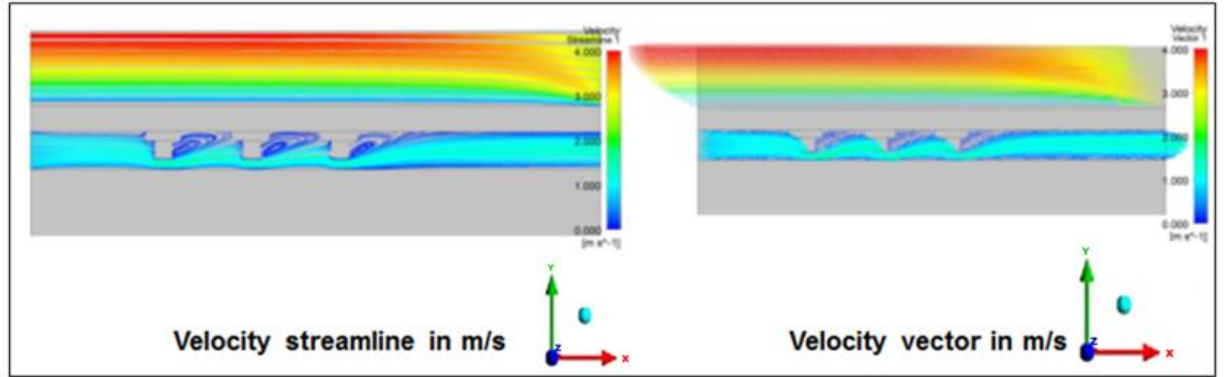 Velocity
Streamline 1
4.000
3.000
2.000
1.000
0.000
[m s^-1]
Y
Z
X
Velocity streamline in m/s
Velocity
Vector 1
4.000
3.000
2.000
1.000
0.000
[m s^-1]
Y
Z
X
Velocity vector in m/s